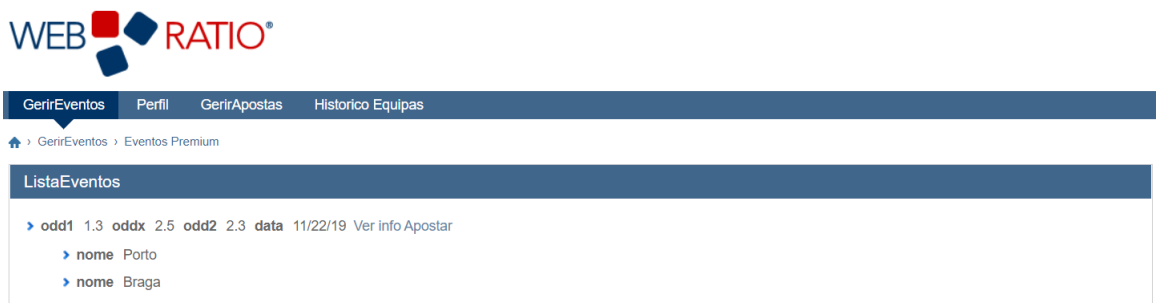 WEB RATIO®
GerirEventos Perfil GerirApostas Historico Equipas
› GerirEventos › Eventos Premium
ListaEventos
odd1 1.3 oddx 2.5 odd2 2.3 data 11/22/19 Ver info Apostar
nome Porto
nome Braga